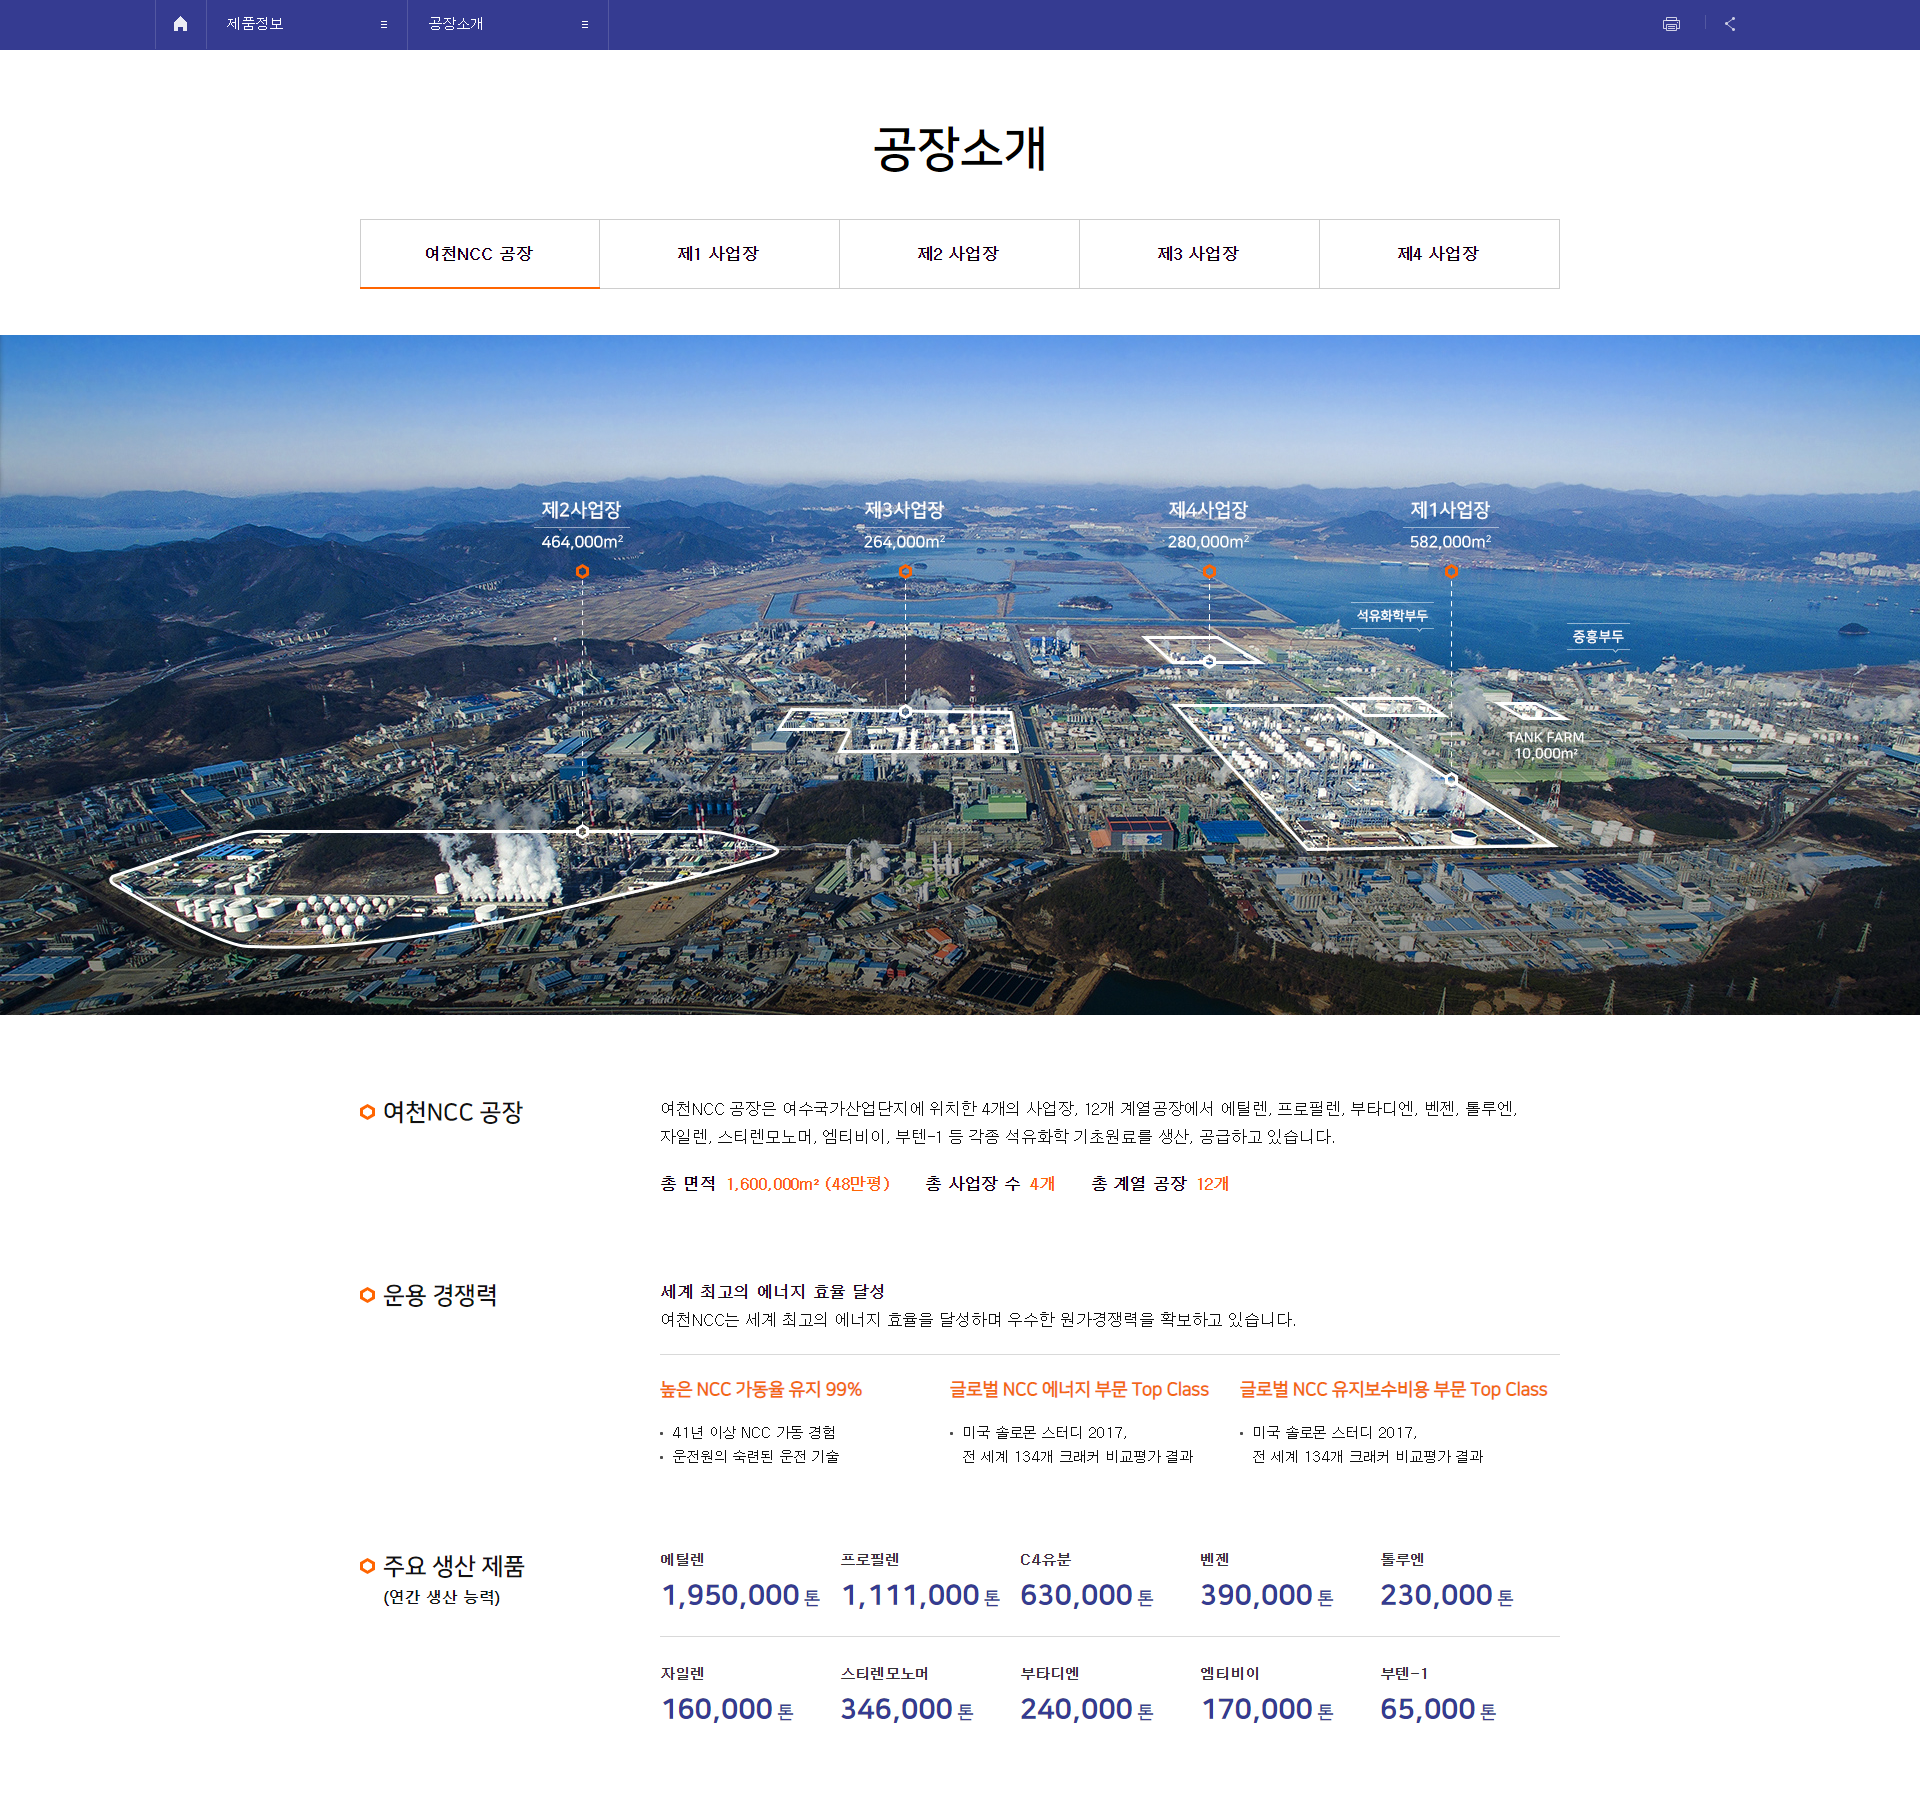 제품정보
공장소개
공장소개
여천NCC 공장
제1 사업장
제2 사업장
제3 사업장
제4 사업장
제2사업장
464,000m²
제3사업장
264,000m²
제4사업장
280,000m²
제1사업장
582,000m²
석유화학부두
중흥부두
TANK FARM
10,000m²
여천NCC 공장
여천NCC 공장은 여수국가산업단지에 위치한 4개의 사업장, 12개 계열공장에서 에틸렌, 프로필렌, 부타디엔, 벤젠, 톨루엔,
자일렌, 스티렌모노머, 엠티비이, 부텐-1 등 각종 석유화학 기초원료를 생산, 공급하고 있습니다.
총 면적 1,600,000m² (48만평) 총 사업장 수 4개 총 계열 공장 12개
운용 경쟁력
세계 최고의 에너지 효율 달성
여천NCC는 세계 최고의 에너지 효율을 달성하며 우수한 원가경쟁력을 확보하고 있습니다.
높은 NCC 가동율 유지 99%
• 41년 이상 NCC 가동 경험
• 운전원의 숙련된 운전 기술
글로벌 NCC 에너지 부문 Top Class
• 미국 솔로몬 스터디 2017,
전 세계 134개 크래커 비교평가 결과
글로벌 NCC 유지보수비용 부문 Top Class
• 미국 솔로몬 스터디 2017,
전 세계 134개 크래커 비교평가 결과
주요 생산 제품
(연간 생산 능력)
에틸렌
1,950,000 톤
프로필렌
1,111,000 톤
C4유분
630,000 톤
벤젠
390,000 톤
톨루엔
230,000 톤
자일렌
160,000 톤
스티렌모노머
346,000 톤
부타디엔
240,000 톤
엠티비이
170,000 톤
부텐-1
65,000 톤